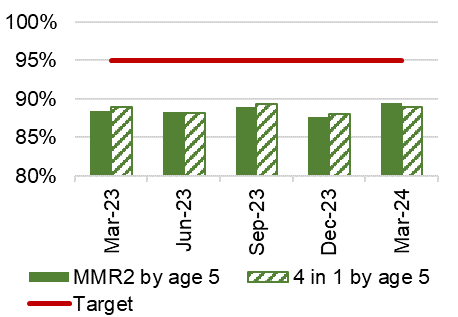 100%
95%
90%
85%
80%
Mar-23
Jun-23
Sep-23
Dec-23
Mar-24
MMR2 by age 5
4 in 1 by age 5
Target